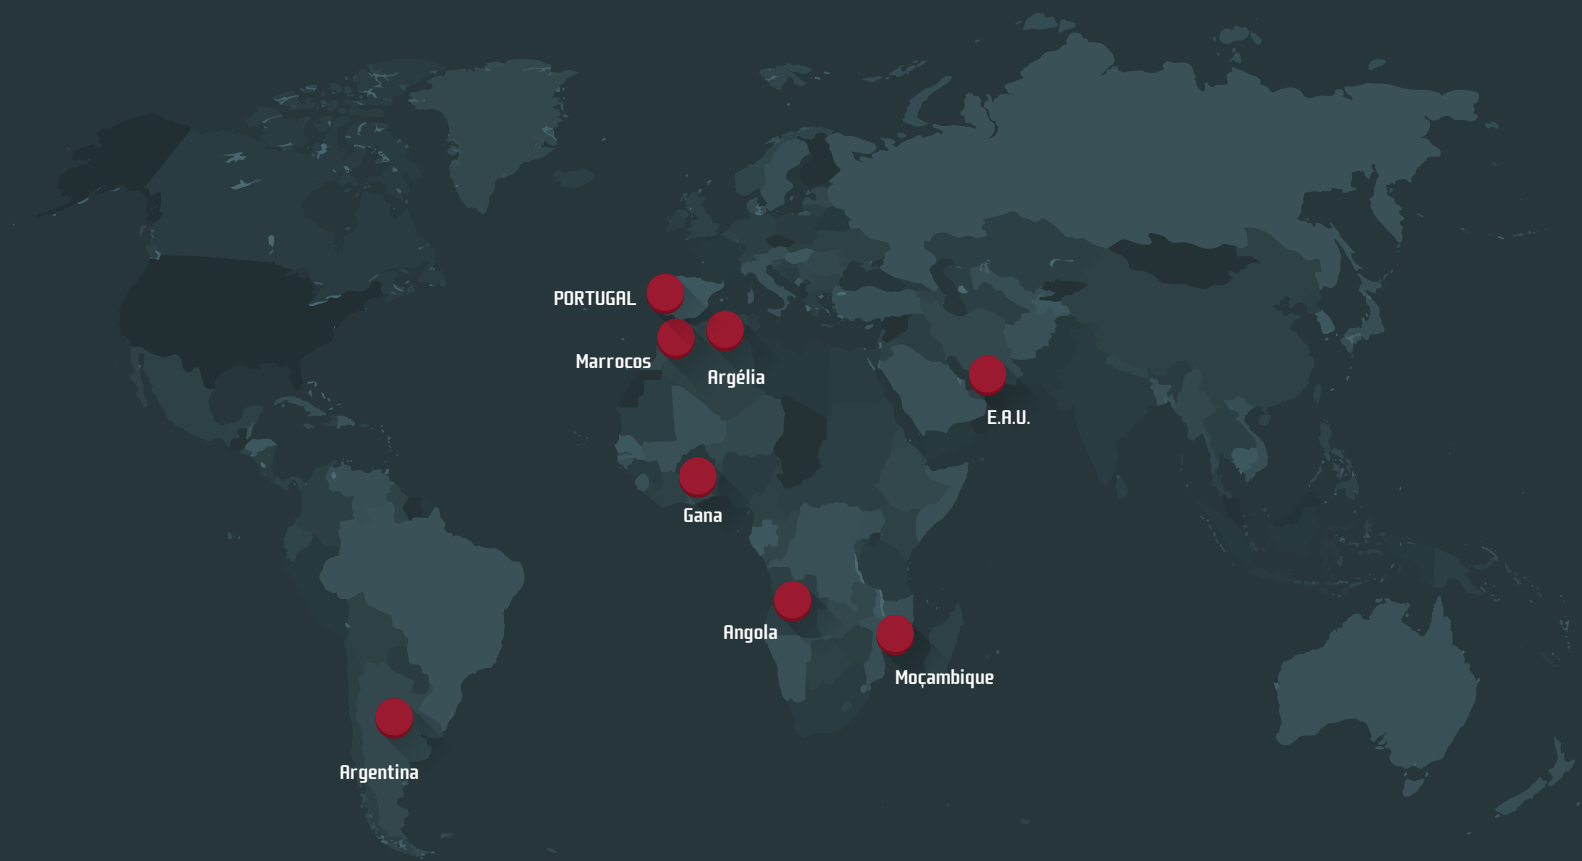 PORTUGAL
Marrocos
Argélia
E.A.U.
Gana
Angola
Moçambique
Argentina